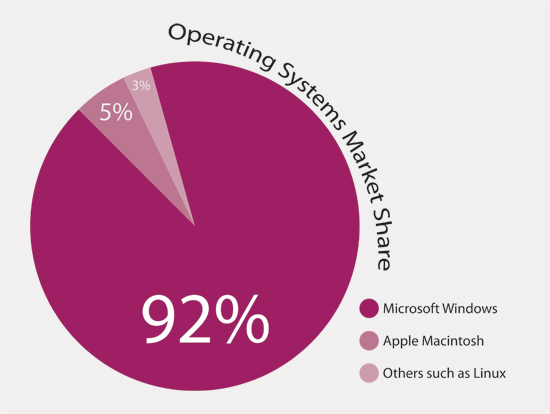 Operating Systems Market Share
3%
5%
92%
Microsoft Windows
Apple Macintosh
Others such as Linux